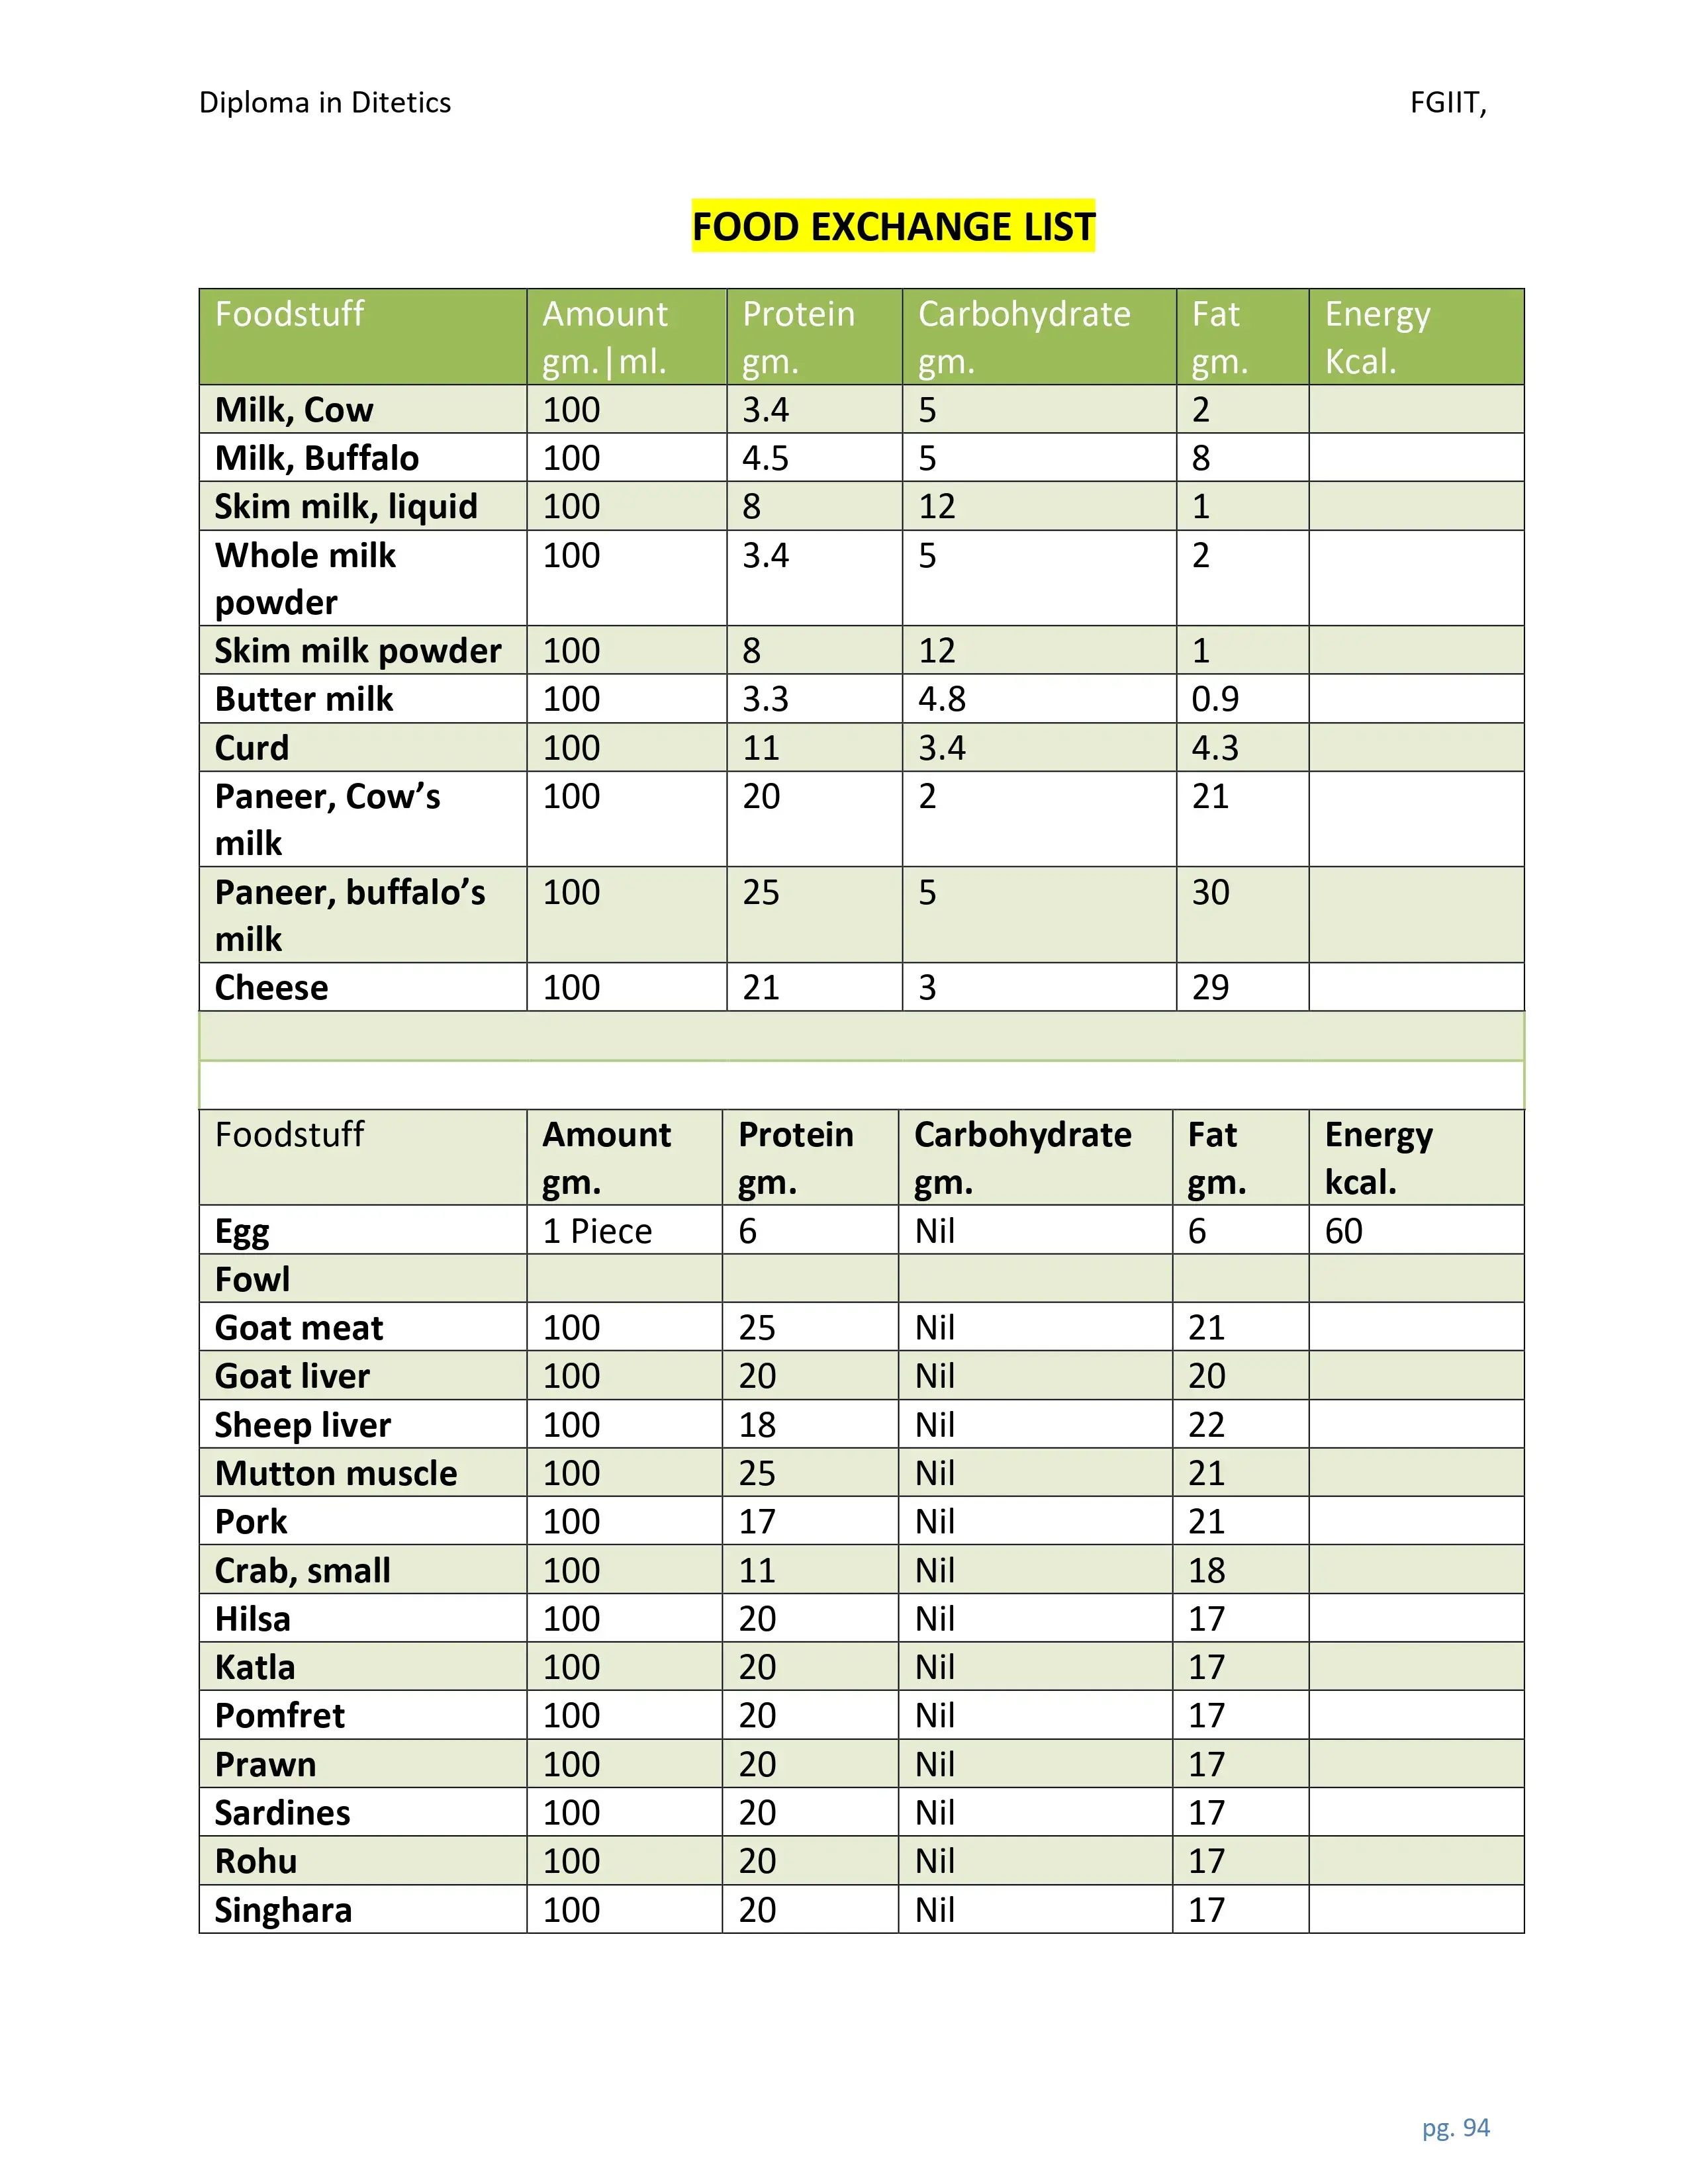 Diploma in Ditetics FGIIT,
FOOD EXCHANGE LIST
Foodstuff Amount gm.|ml. Protein gm. Carbohydrate gm. Fat gm. Energy Kcal.
Milk, Cow 100 3.4 5 2
Milk, Buffalo 100 4.5 5 8
Skim milk, liquid 100 8 12 1
Whole milk powder 100 3.4 5 2
Skim milk powder 100 8 12 1
Butter milk 100 3.3 4.8 0.9
Curd 100 11 3.4 4.3
Paneer, Cow’s milk 100 20 2 21
Paneer, buffalo’s milk 100 25 5 30
Cheese 100 21 3 29
Foodstuff Amount gm. Protein gm. Carbohydrate gm. Fat gm. Energy kcal.
Egg 1 Piece 6 Nil 6 60
Fowl
Goat meat 100 25 Nil 21
Goat liver 100 20 Nil 20
Sheep liver 100 18 Nil 22
Mutton muscle 100 25 Nil 21
Pork 100 17 Nil 21
Crab, small 100 11 Nil 18
Hilsa 100 20 Nil 17
Katla 100 20 Nil 17
Pomfret 100 20 Nil 17
Prawn 100 20 Nil 17
Sardines 100 20 Nil 17
Rohu 100 20 Nil 17
Singhara 100 20 Nil 17
pg. 94